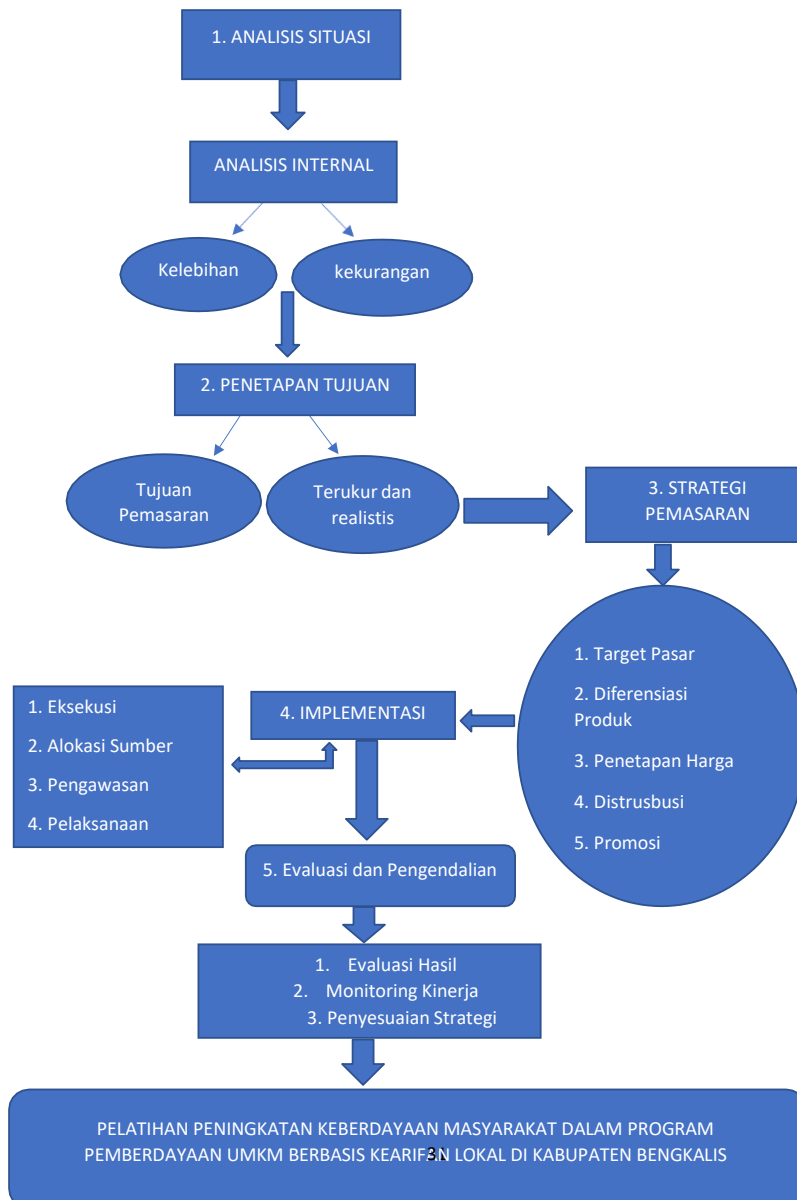 1. ANALISIS SITUASI
ANALISIS INTERNAL
Kelebihan
kekurangan
2. PENETAPAN TUJUAN
Tujuan
Pemasaran
Terukur dan
realistis
3. STRATEGI
PEMASARAN
1. Target Pasar
2. Diferensiasi
Produk
3. Penetapan Harga
4. Distrusbusi
5. Promosi
4. IMPLEMENTASI
1. Eksekusi
2. Alokasi Sumber
3. Pengawasan
4. Pelaksanaan
5. Evaluasi dan Pengendalian
1. Evaluasi Hasil
2. Monitoring Kinerja
3. Penyesuaian Strategi
PELATIHAN PENINGKATAN KEBERDAYAAN MASYARAKAT DALAM PROGRAM
PEMBERDAYAAN UMKM BERBASIS KEARIFAN LOKAL DI KABUPATEN BENGKALIS
31